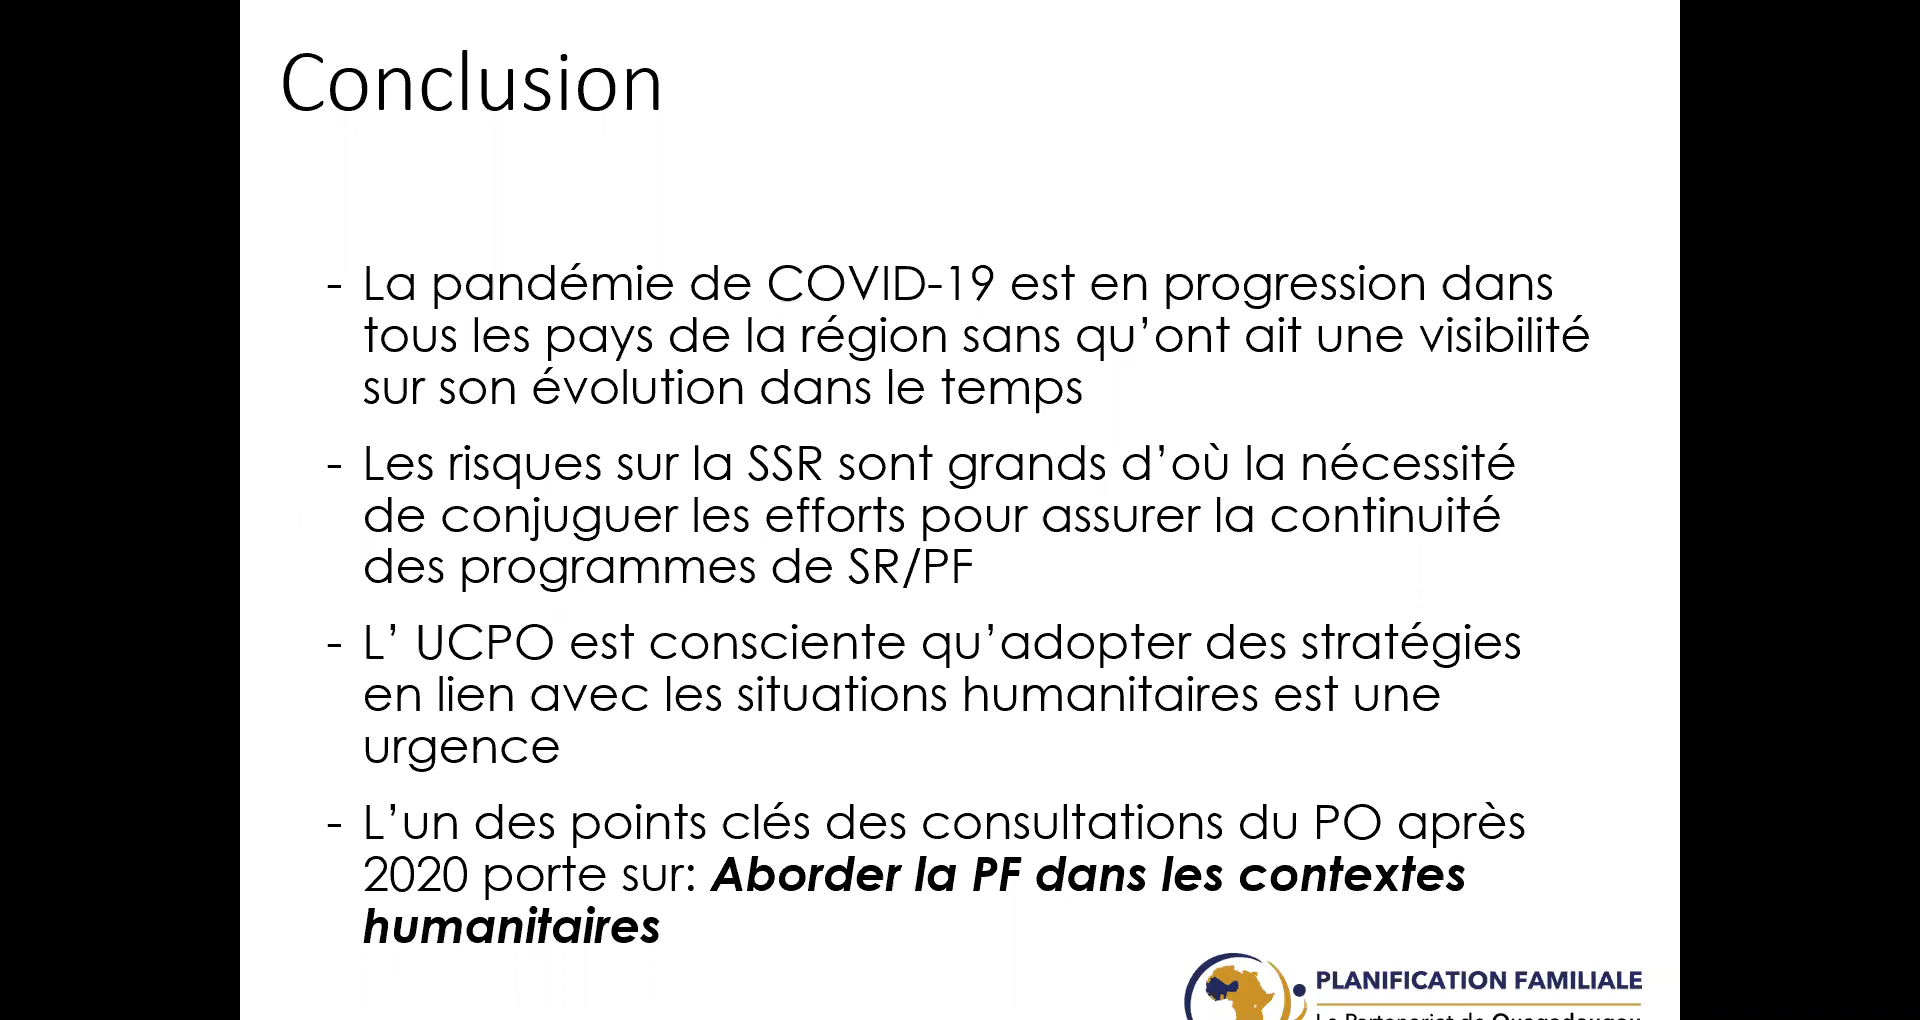 Conclusion
- La pandémie de COVID-19 est en progression dans
tous les pays de la région sans qu’ont ait une visibilité
sur son évolution dans le temps
- Les risques sur la SSR sont grands d’où la nécessité
de conjuguer les efforts pour assurer la continuité
des programmes de SR/PF
- L’ UCPO est consciente qu’adopter des stratégies
en lien avec les situations humanitaires est une
urgence
- L’un des points clés des consultations du PO après
2020 porte sur: Aborder la PF dans les contextes
humanitaires
PLANIFICATION FAMILIALE
Le Partenariat de Ouagadougou